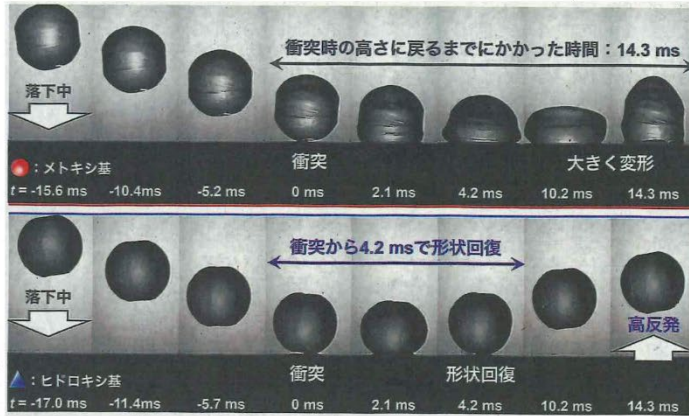 衝突時の高さに戻るまでにかかった時間：14.3 ms
落下中
衝突
大きく変形
：メトキシ基
t = -15.6 ms -10.4ms -5.2 ms 0 ms 2.1 ms 4.2 ms 10.2 ms 14.3 ms
衝突から4.2 msで形状回復
落下中
高反発
衝突
形状回復
：ヒドロキシ基
t = -17.0 ms -11.4ms -5.7 ms 0 ms 2.1 ms 4.2 ms 10.2 ms 14.3 ms